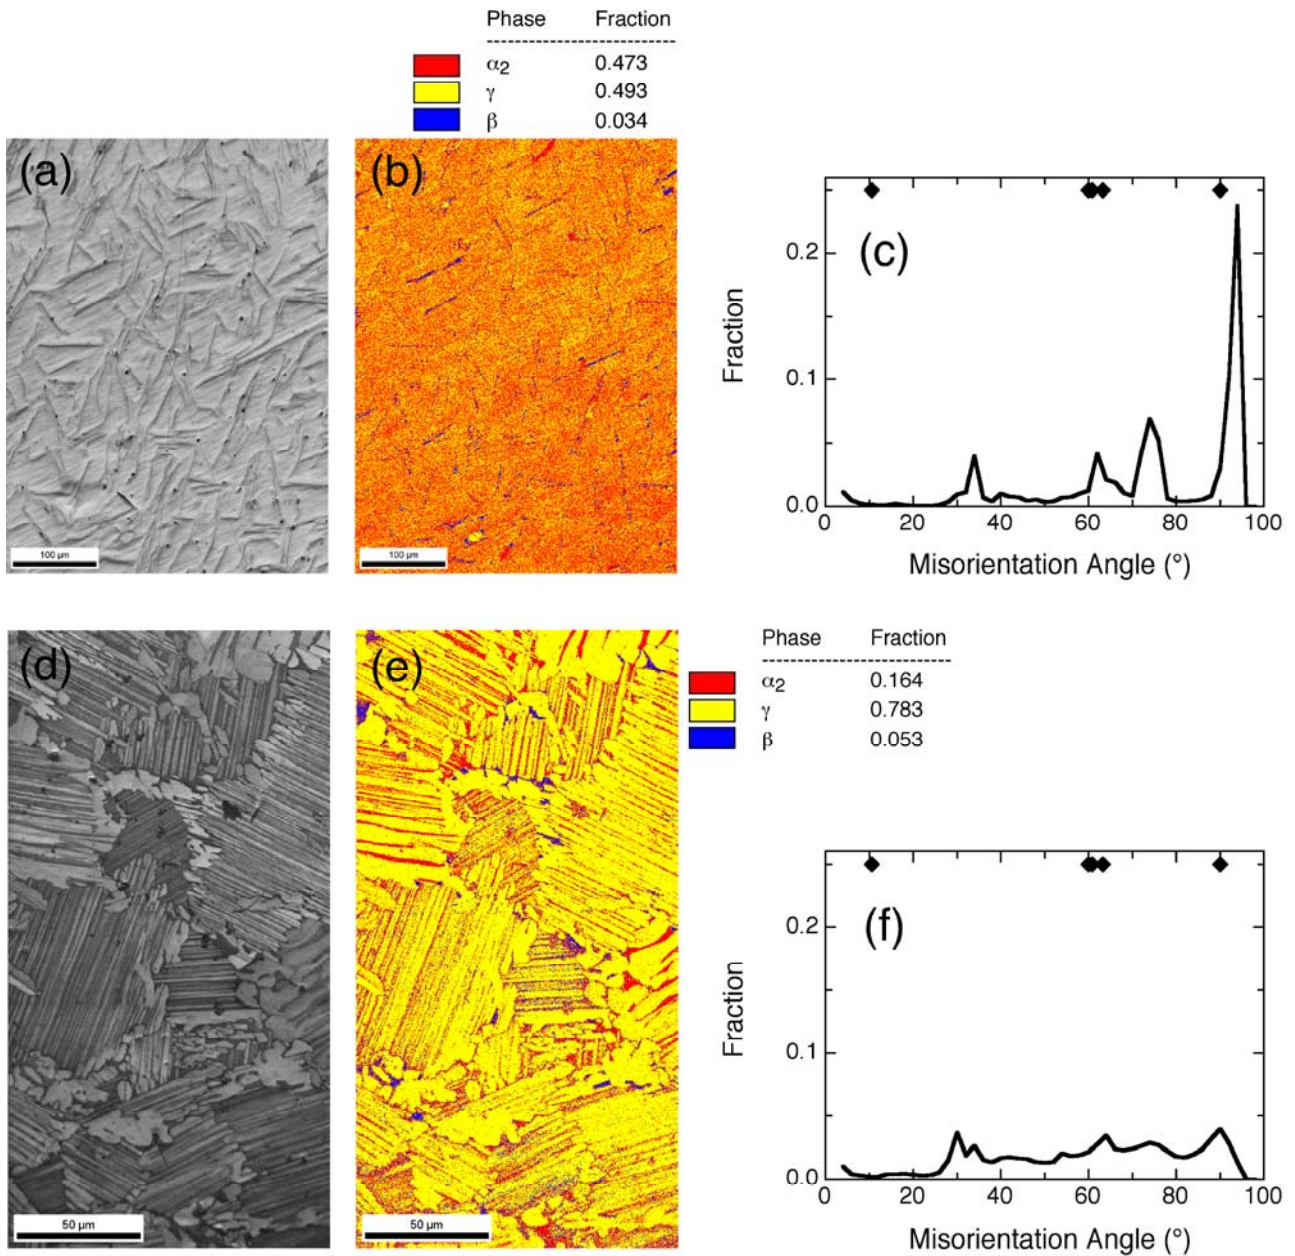 Phase Fraction
α2 0.473
γ 0.493
β 0.034
(a)
100 µm
(b)
100 µm
(c)
Fraction
0.2
0.1
0.0
0 20 40 60 80 100
Misorientation Angle (°)
(d)
50 µm
(e)
50 µm
Phase Fraction
α2 0.164
γ 0.783
β 0.053
(f)
Fraction
0.2
0.1
0.0
0 20 40 60 80 100
Misorientation Angle (°)